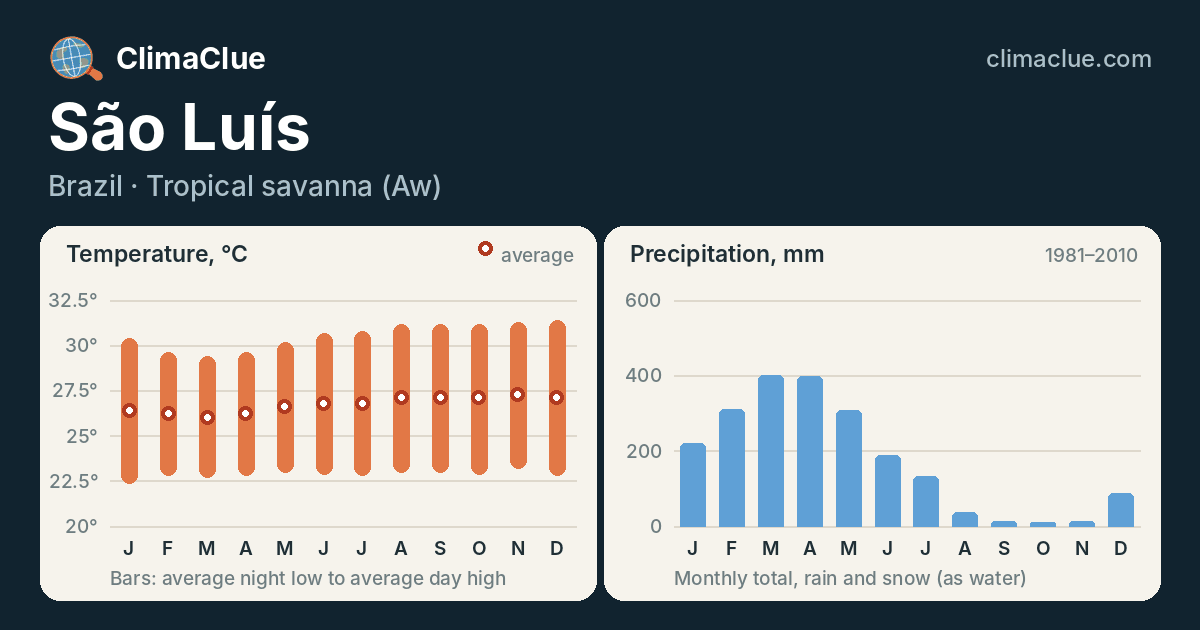 ClimaClue
climaclue.com
São Luís
Brazil · Tropical savanna (Aw)
Temperature, °C
average
32.5°
30°
27.5°
25°
22.5°
20°
J F M A M J J A S O N D
Bars: average night low to average day high
Precipitation, mm
1981–2010
600
400
200
0
J F M A M J J A S O N D
Monthly total, rain and snow (as water)